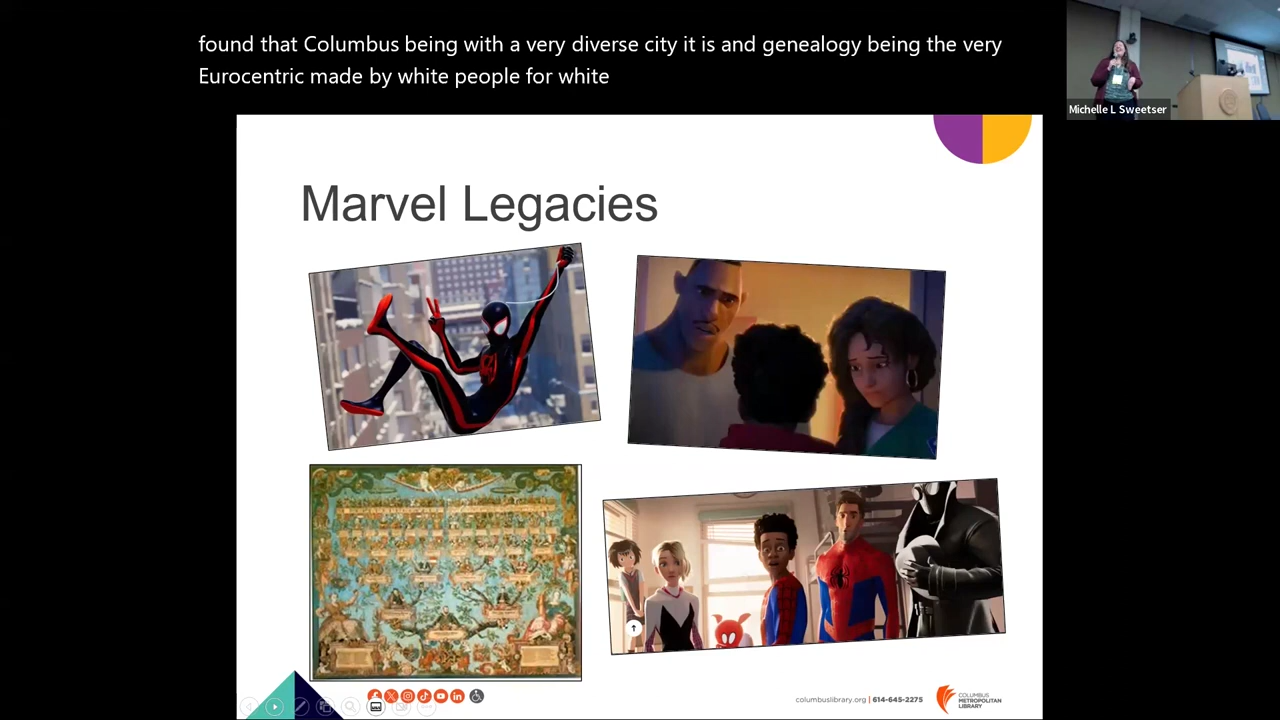 found that Columbus being with a very diverse city it is and genealogy being the very
Eurocentric made by white people for white
Michelle L Sweetser
Marvel Legacies
columbuslibrary.org | 614-645-2275
COLUMBUS
METROPOLITAN
LIBRARY